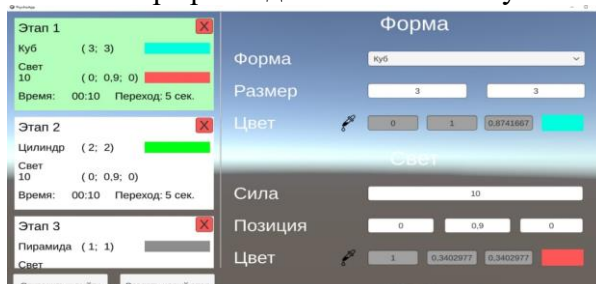 Этап 1
X
Куб ( 3; 3)
Свет
10 ( 0; 0,9; 0)
Время: 00:10 Переход: 5 сек.
Этап 2
X
Цилиндр ( 2; 2)
Свет
10 ( 0; 0,9; 0)
Время: 00:10 Переход: 5 сек.
Этап 3
X
Пирамида ( 1; 1)
Свет
Форма
Форма Куб
Размер 3 3
Цвет 0 1 0,8741667
Свет
Сила 10
Позиция 0 0,9 0
Цвет 1 0,3402977 0,3402977